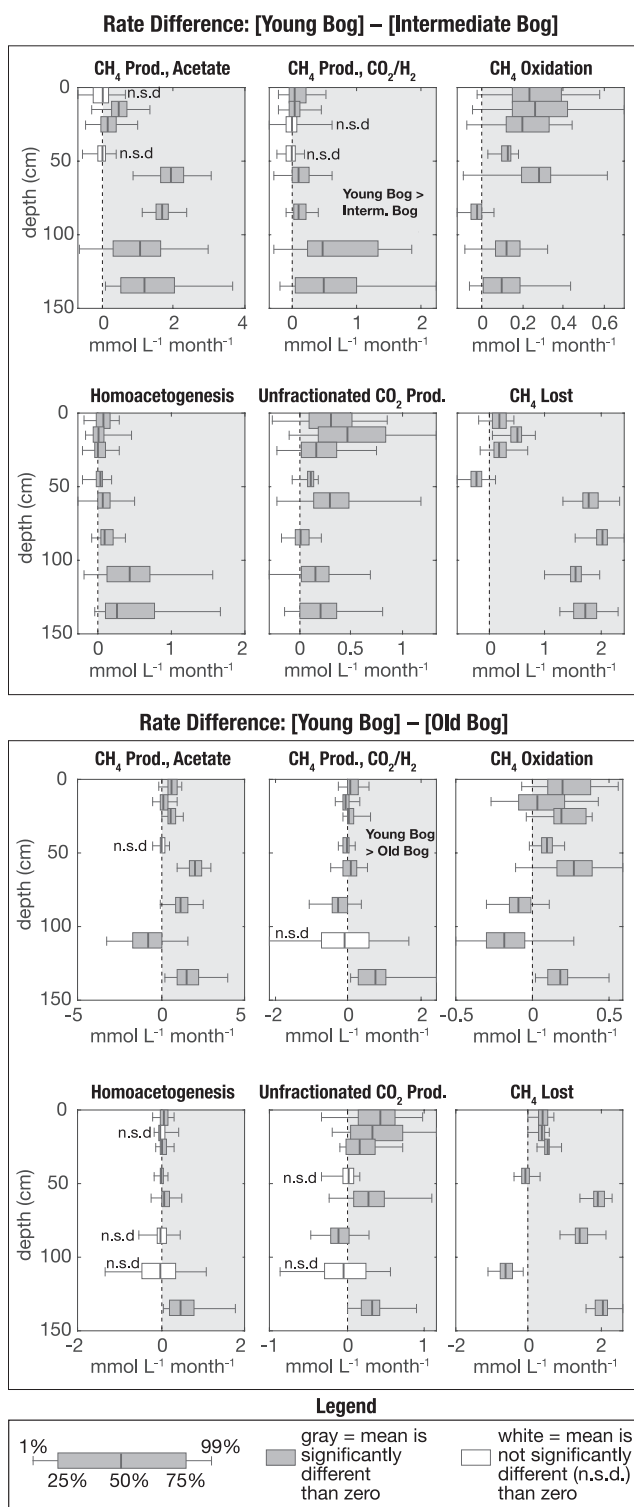 Rate Difference: [Young Bog] – [Intermediate Bog]
CH₄ Prod., Acetate
CH₄ Prod., CO₂/H₂
CH₄ Oxidation
0
50
100
150
depth (cm)
n.s.d
n.s.d
0 2 4
mmol L⁻¹ month⁻¹
n.s.d
n.s.d
Young Bog >
Interm. Bog
0 1 2
mmol L⁻¹ month⁻¹
0 0.2 0.4 0.6
mmol L⁻¹ month⁻¹
Homoacetogenesis
Unfractionated CO₂ Prod.
CH₄ Lost
0
50
100
150
depth (cm)
0 1 2
mmol L⁻¹ month⁻¹
0 0.5 1
mmol L⁻¹ month⁻¹
0 1 2
mmol L⁻¹ month⁻¹
Rate Difference: [Young Bog] – [Old Bog]
CH₄ Prod., Acetate
CH₄ Prod., CO₂/H₂
CH₄ Oxidation
0
50
100
150
depth (cm)
n.s.d
-5 0 5
mmol L⁻¹ month⁻¹
Young Bog
> Old Bog
n.s.d
-2 0 2
mmol L⁻¹ month⁻¹
-0.5 0 0.5
mmol L⁻¹ month⁻¹
Homoacetogenesis
Unfractionated CO₂ Prod.
CH₄ Lost
0
50
100
150
depth (cm)
n.s.d
n.s.d
n.s.d
-2 0 2
mmol L⁻¹ month⁻¹
n.s.d
n.s.d
-1 0 1
mmol L⁻¹ month⁻¹
-2 0 2
mmol L⁻¹ month⁻¹
Legend
1% 99%
25% 50% 75%
gray = mean is
significantly
different
than zero
white = mean is
not significantly
different (n.s.d.)
than zero